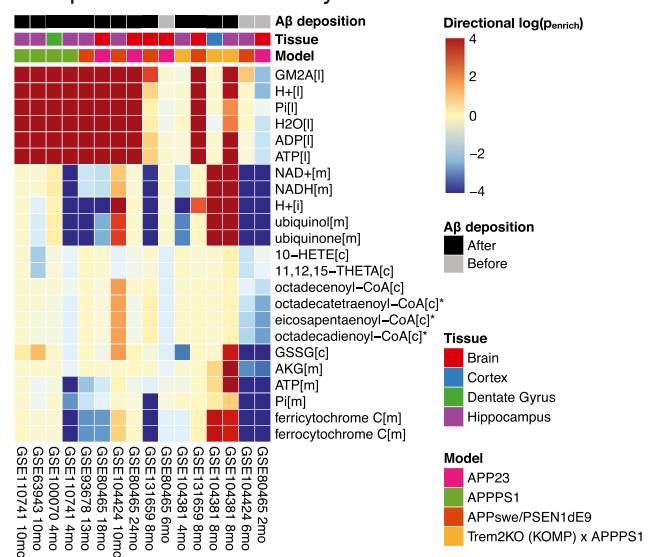 Aβ deposition
Tissue
Model
GM2A[l]
H+[l]
Pi[l]
H2O[l]
ADP[l]
ATP[l]
NAD+[m]
NADH[m]
H+[i]
ubiquinol[m]
ubiquinone[m]
10−HETE[c]
11,12,15−THETA[c]
octadecenoyl−CoA[c]
octadecatetraenoyl−CoA[c]*
eicosapentaenoyl−CoA[c]*
octadecadienoyl−CoA[c]*
GSSG[c]
AKG[m]
ATP[m]
Pi[m]
ferricytochrome C[m]
ferrocytochrome C[m]
GSE110741 10mo
GSE63943 10mo
GSE100070 4mo
GSE110741 4mo
GSE93678 13mo
GSE80465 18mo
GSE104424 10mo
GSE80465 24mo
GSE131659 8mo
GSE80465 6mo
GSE104381 4mo
GSE131659 8mo
GSE104381 8mo
GSE104381 8mo
GSE104424 6mo
GSE80465 2mo
Directional log(penrich)
4
2
0
−2
−4
Aβ deposition
After
Before
Tissue
Brain
Cortex
Dentate Gyrus
Hippocampus
Model
APP23
APPPS1
APPswe/PSEN1dE9
Trem2KO (KOMP) x APPPS1